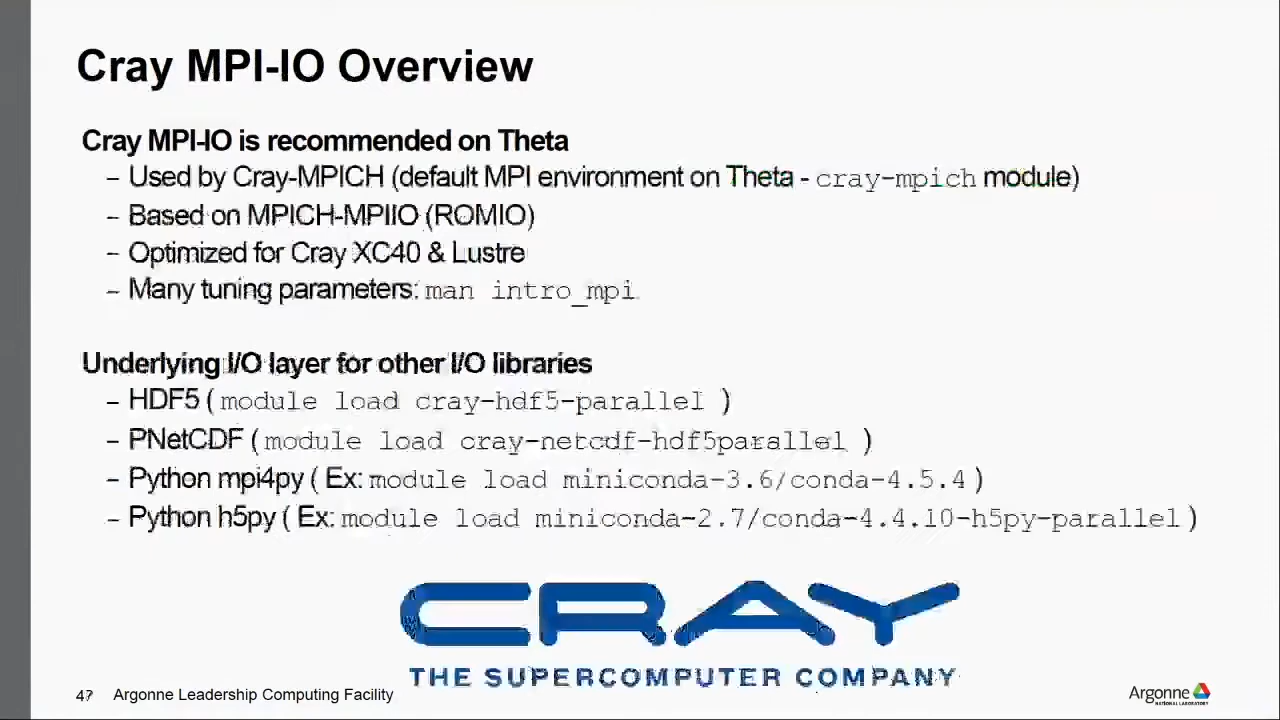 Cray MPI-IO Overview
Cray MPI-IO is recommended on Theta
– Used by Cray-MPICH (default MPI environment on Theta - cray-mpich module)
– Based on MPICH-MPIIO (ROMIO)
– Optimized for Cray XC40 & Lustre
– Many tuning parameters: man intro_mpi
Underlying I/O layer for other I/O libraries
– HDF5 ( module load cray-hdf5-parallel )
– PNetCDF ( module load cray-netcdf-hdf5parallel )
– Python mpi4py ( Ex: module load miniconda-3.6/conda-4.5.4 )
– Python h5py ( Ex: module load miniconda-2.7/conda-4.4.10-h5py-parallel )
CRAY
THE SUPERCOMPUTER COMPANY
Argonne Leadership Computing Facility
Argonne
NATIONAL LABORATORY